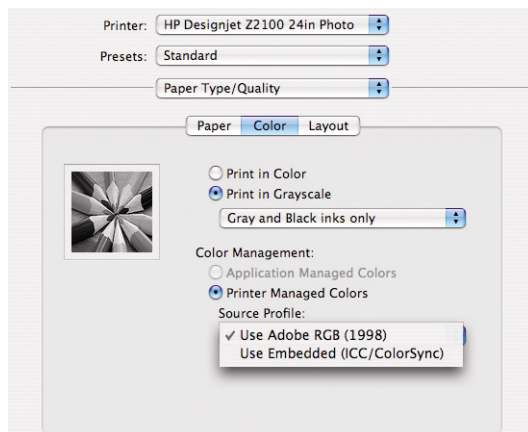 Printer: HP Designjet Z2100 24in Photo
Presets: Standard
Paper Type/Quality
Paper Color Layout
Print in Color
Print in Grayscale
Gray and Black inks only
Color Management:
Application Managed Colors
Printer Managed Colors
Source Profile:
✓ Use Adobe RGB (1998)
Use Embedded (ICC/ColorSync)